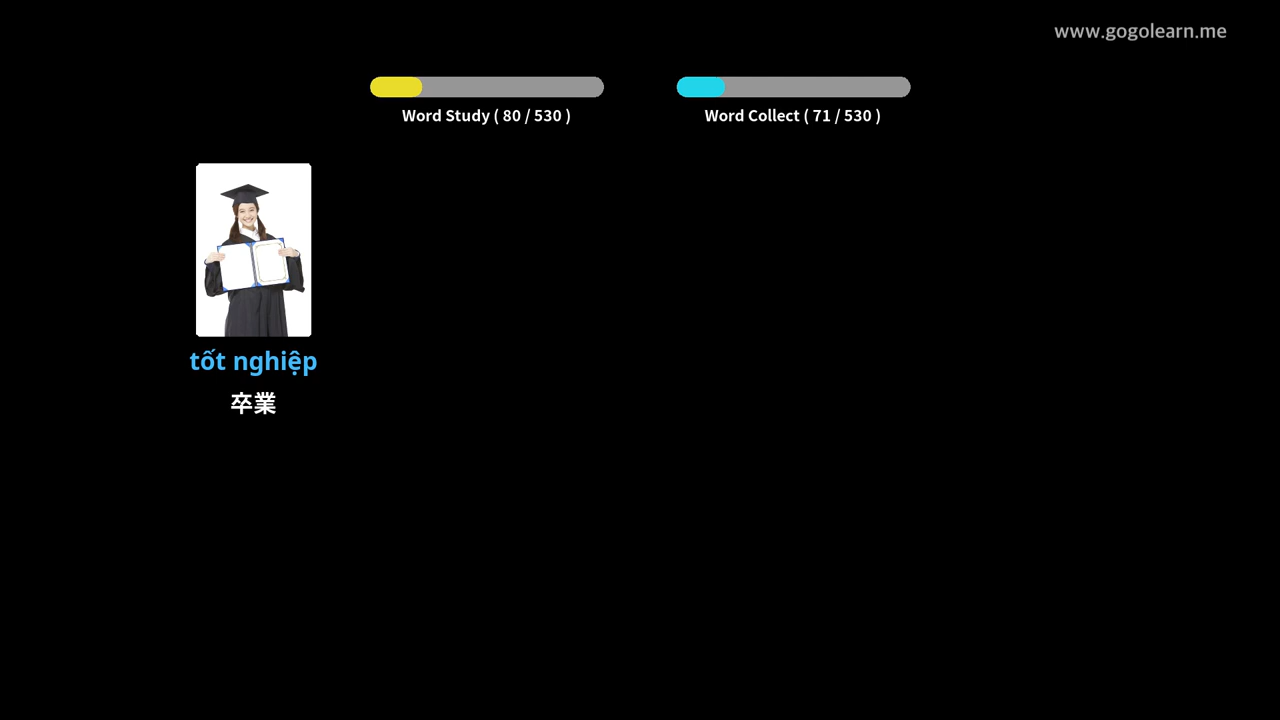 www.gogolearn.me
Word Study ( 80 / 530 )
Word Collect ( 71 / 530 )
tốt nghiệp
卒業